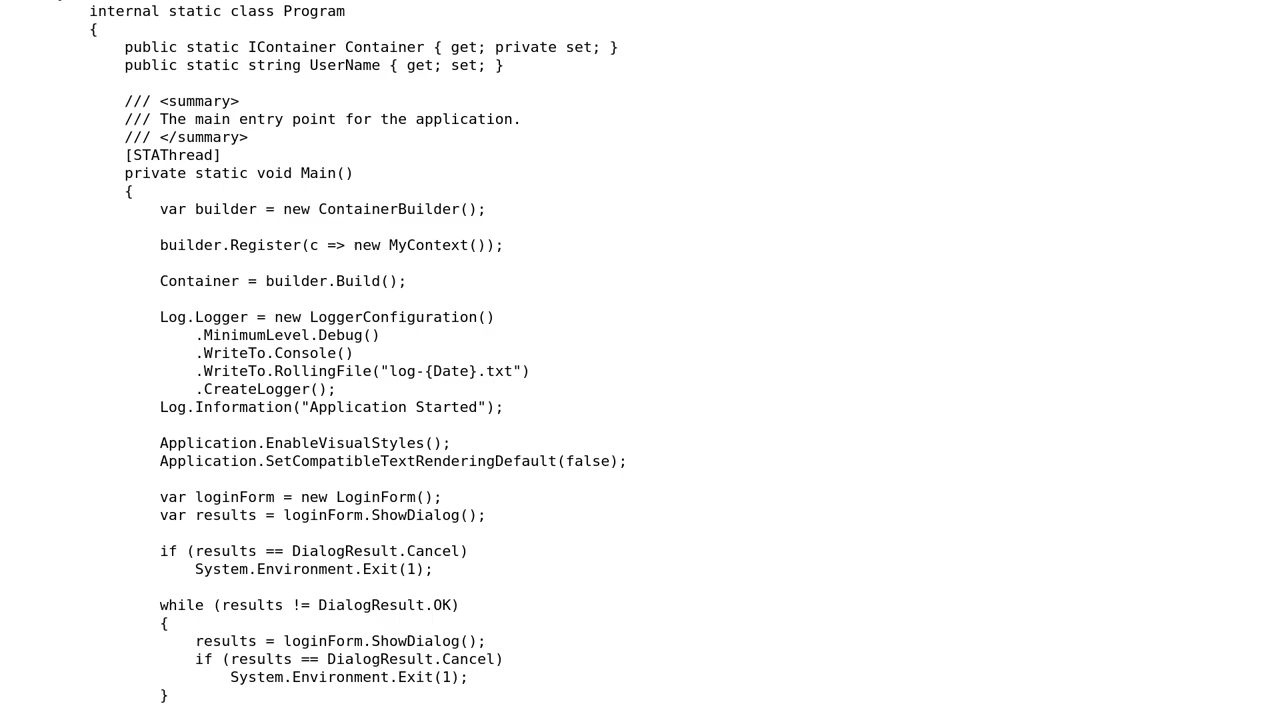 internal static class Program
{
public static IContainer Container { get; private set; }
public static string UserName { get; set; }
/// <summary>
/// The main entry point for the application.
/// </summary>
[STAThread]
private static void Main()
{
var builder = new ContainerBuilder();
builder.Register(c => new MyContext());
Container = builder.Build();
Log.Logger = new LoggerConfiguration()
.MinimumLevel.Debug()
.WriteTo.Console()
.WriteTo.RollingFile("log-{Date}.txt")
.CreateLogger();
Log.Information("Application Started");
Application.EnableVisualStyles();
Application.SetCompatibleTextRenderingDefault(false);
var loginForm = new LoginForm();
var results = loginForm.ShowDialog();
if (results == DialogResult.Cancel)
System.Environment.Exit(1);
while (results != DialogResult.OK)
{
results = loginForm.ShowDialog();
if (results == DialogResult.Cancel)
System.Environment.Exit(1);
}